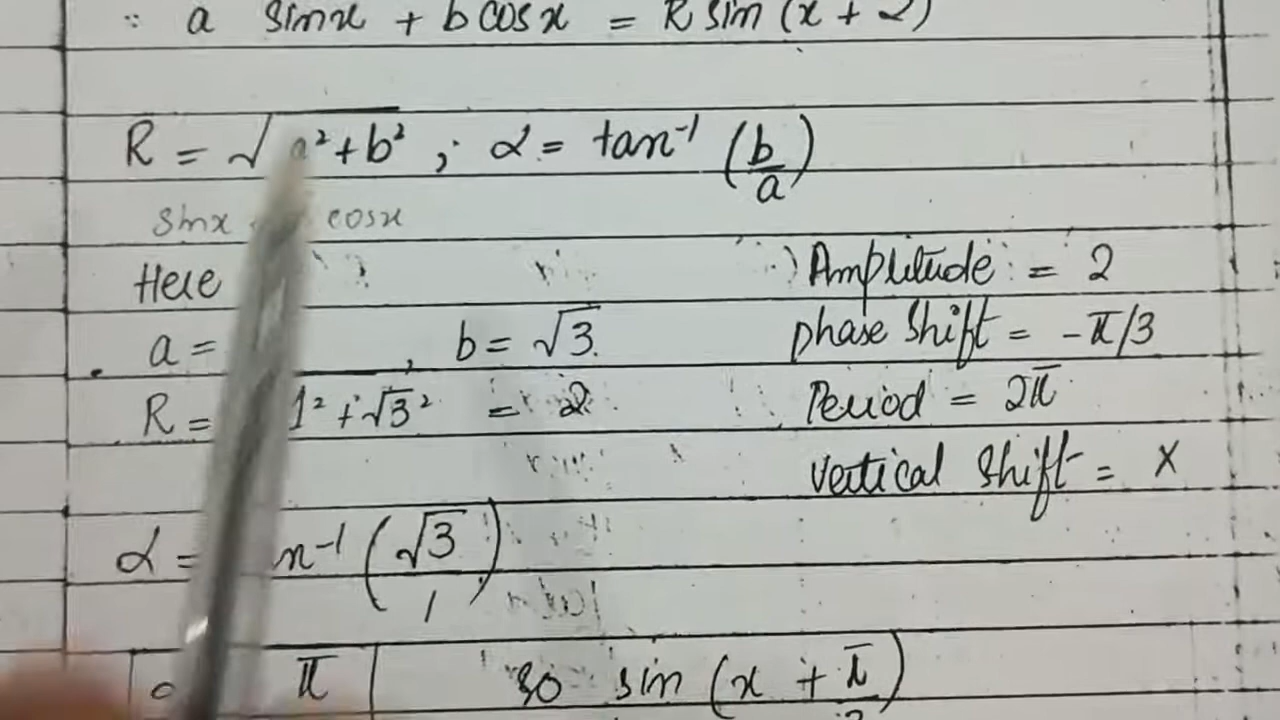 ∵ a sinx + b cosx = R sin (x + α)
R = √a²+b² ; α = tan⁻¹ (b/a)
sinx cosx
Here
Amplitude = 2
a = , b = √3
Phase Shift = -π/3
R = 1² + √3² = 2
Period = 2π
Vertical Shift = ×
α = n⁻¹ (√3/1)
π so sin (x + π/3)